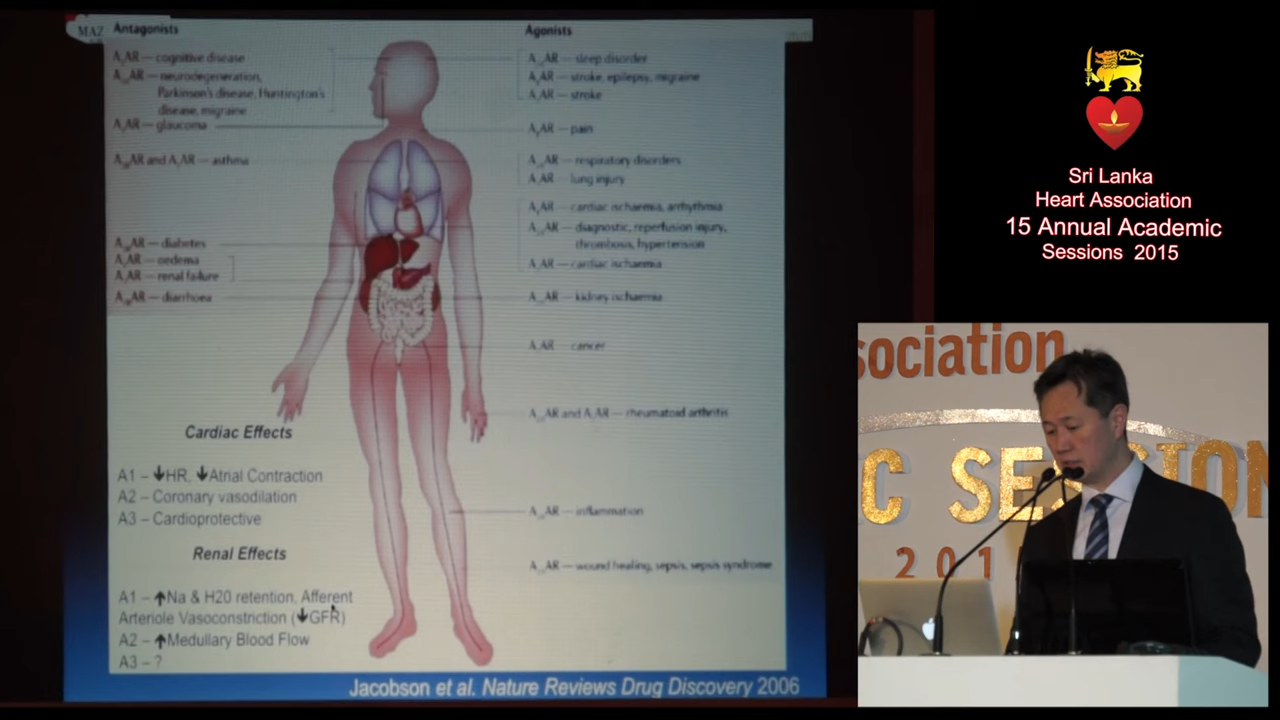 MAZ
Antagonists
AR — cognitive disease
AR — neurodegeneration,
Parkinson's disease, Huntington's
disease, migraine
AR — glaucoma
AR and AR — asthma
AR — diabetes
AR — oedema
AR — renal failure
AR — diarrhoea
Agonists
AR — sleep disorder
AR — stroke, epilepsy, migraine
AR — stroke
AR — pain
AR — respiratory disorders
AR — lung injury
AR — cardiac ischaemia, arrhythmia
AR — diagnostic, reperfusion injury,
thrombosis, hypertension
AR — cardiac ischaemia
AR — kidney ischaemia
AR — cancer
AR and AR — rheumatoid arthritis
AR — inflammation
AR — wound healing, sepsis, sepsis syndrome
Cardiac Effects
A1 – ↓HR, ↓Atrial Contraction
A2 – Coronary vasodilation
A3 – Cardioprotective
Renal Effects
A1 – ↑Na & H20 retention, Afferent
Arteriole Vasoconstriction (↓GFR)
A2 – ↑Medullary Blood Flow
A3 – ?
Jacobson et al. Nature Reviews Drug Discovery 2006
Sri Lanka
Heart Association
15 Annual Academic
Sessions 2015
sociation
C SESSION
201